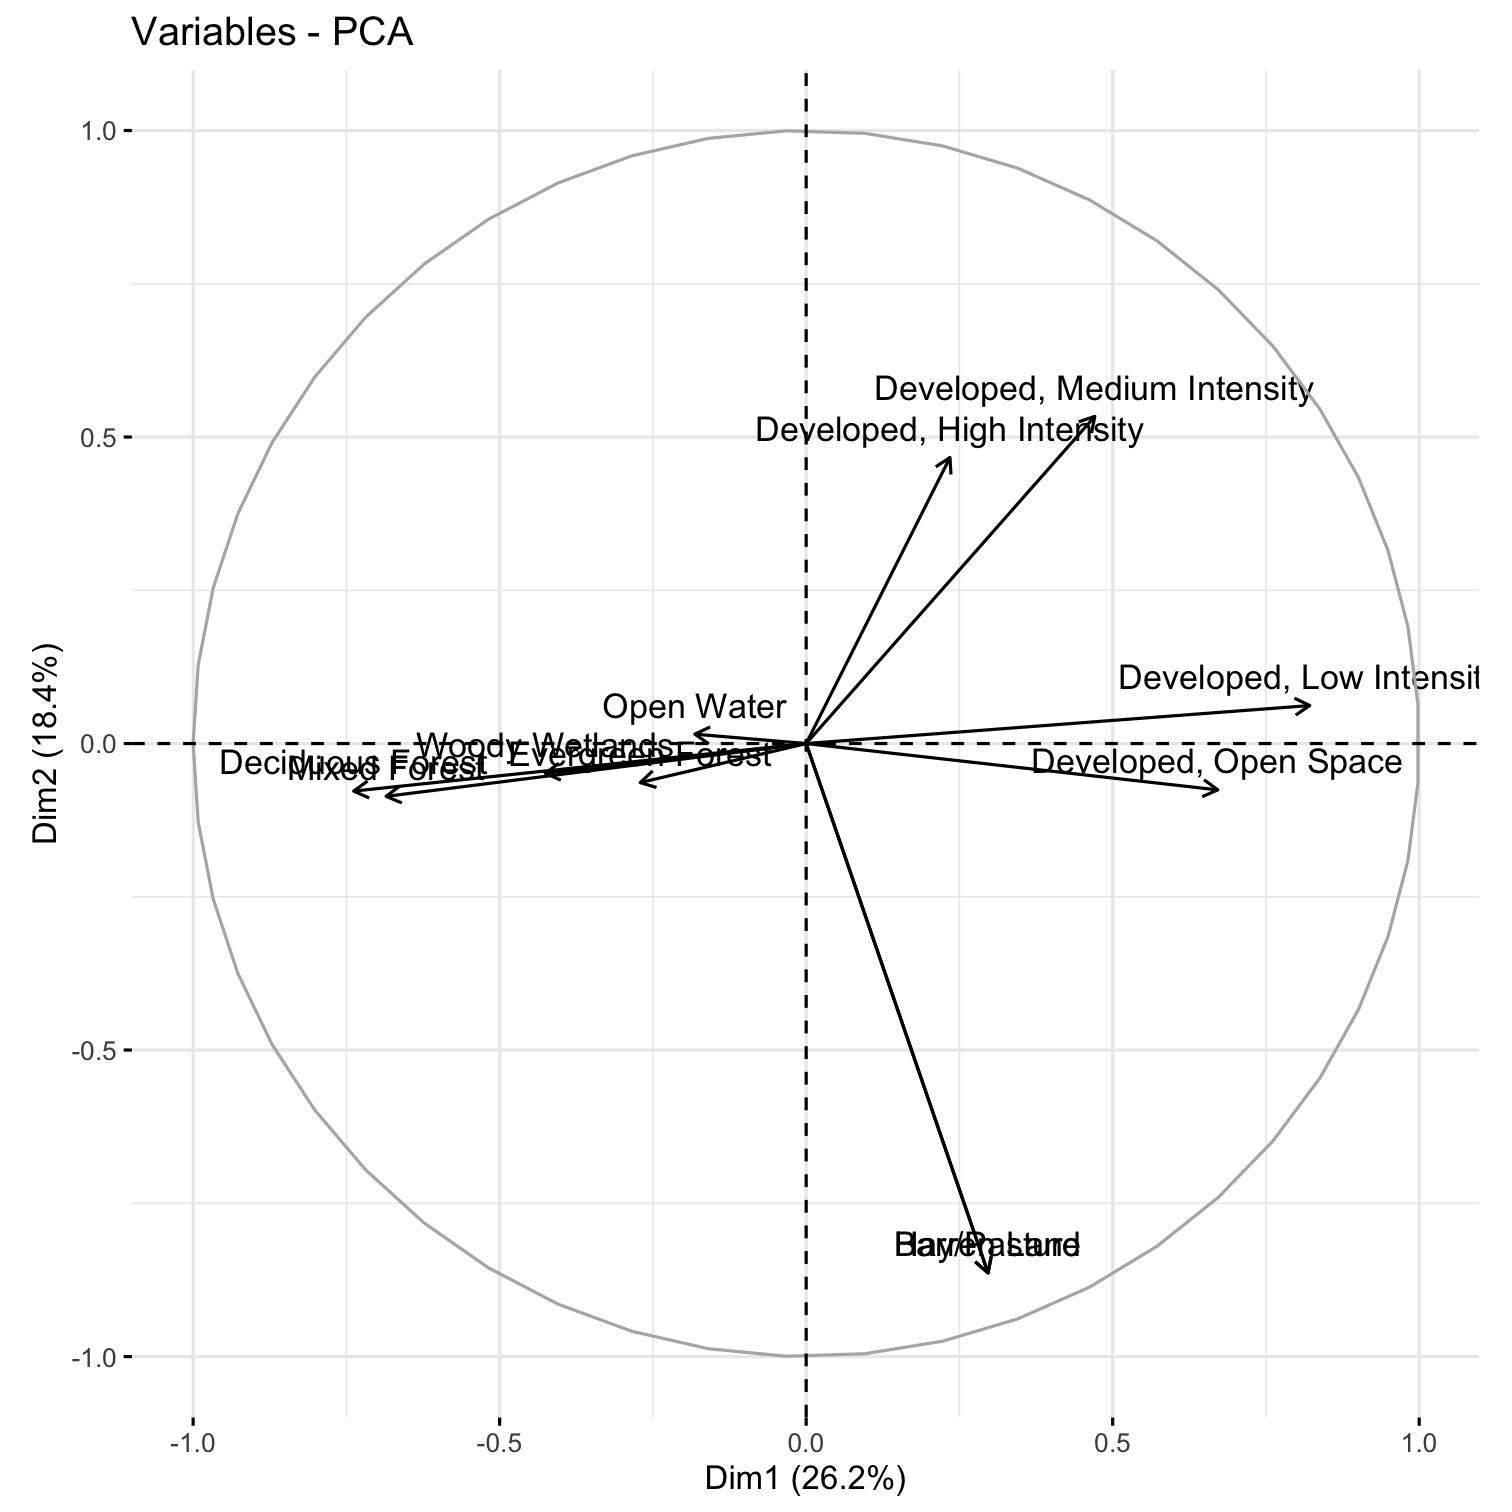 Variables - PCA
1.0
Developed, Medium Intensity
Developed, High Intensity
0.5
Developed, Low Intensit
Open Water
Woody Wetlands
Evergreen Forest
Deciduous Forest
Mixed Forest
Developed, Open Space
0.0
Dim2 (18.4%)
-0.5
Barren Land
Hay/Pasture
-1.0
-1.0
-0.5
0.0
0.5
1.0
Dim1 (26.2%)